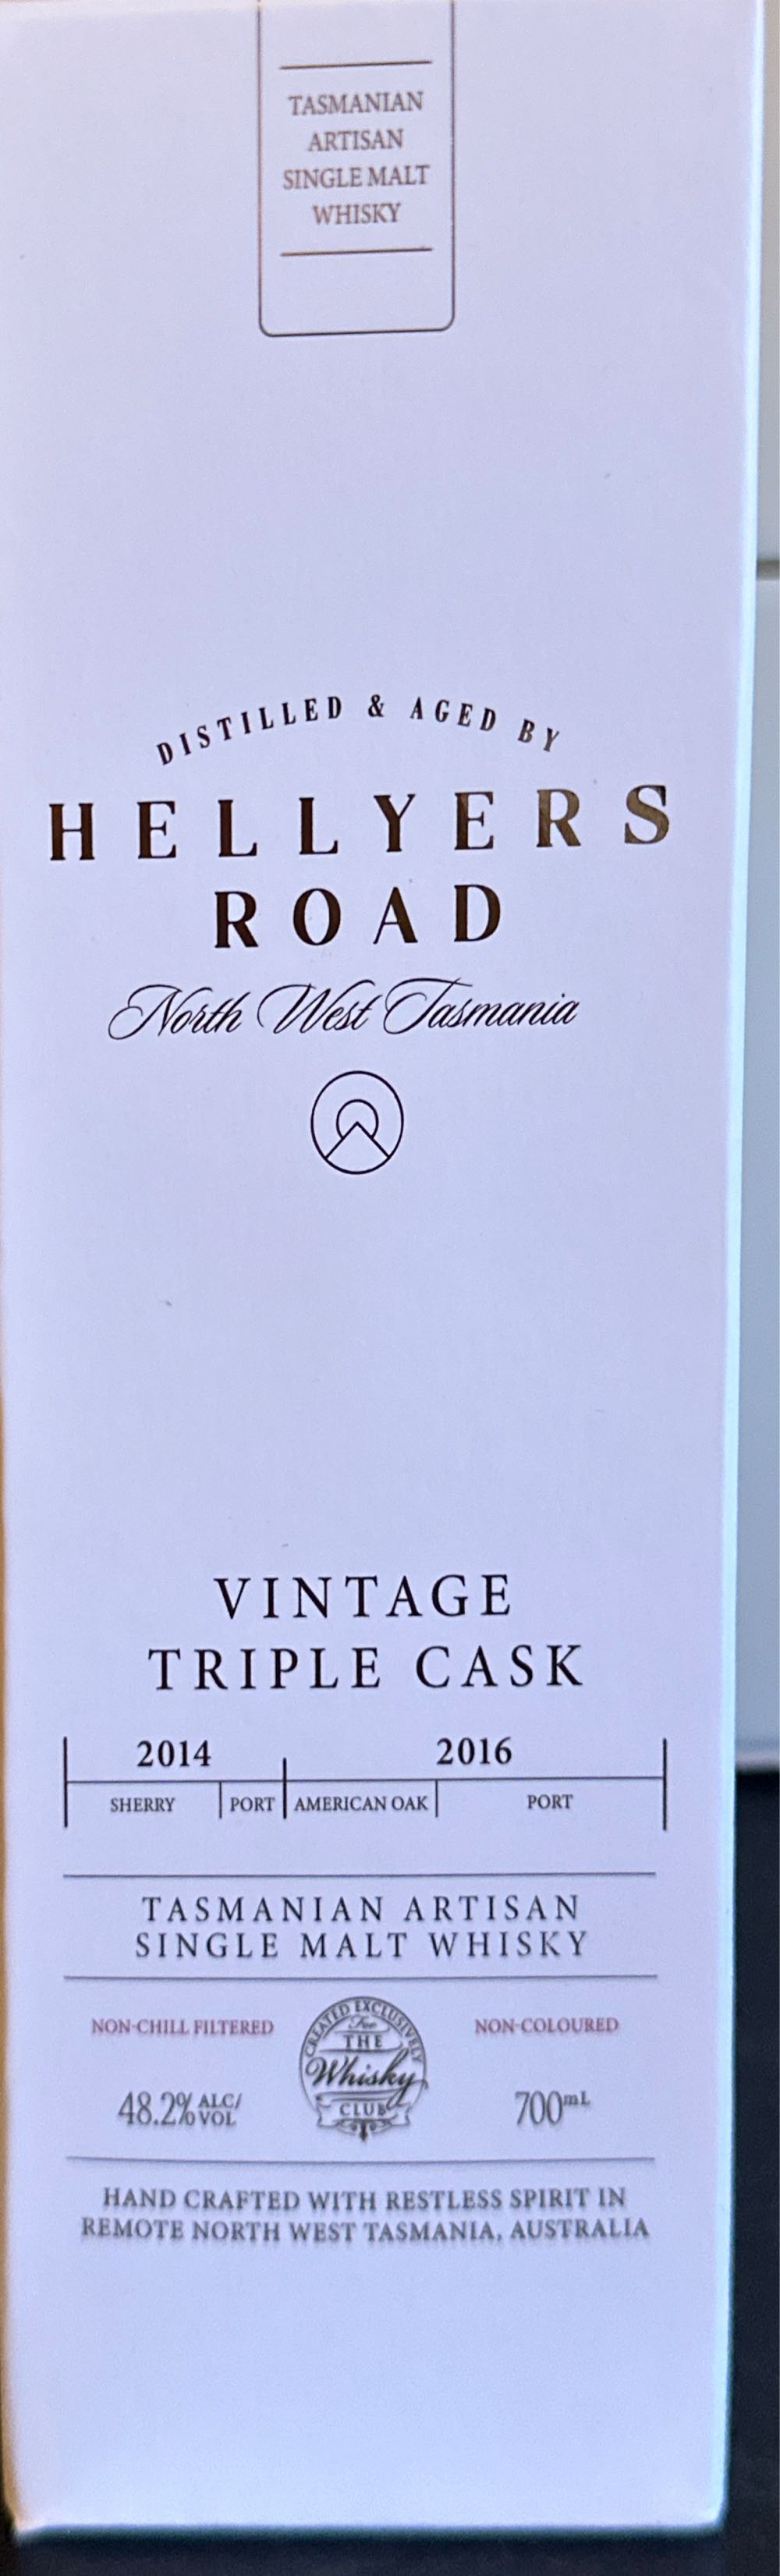 TASMANIAN
ARTISAN
SINGLE MALT
WHISKY
DISTILLED & AGED BY
HELLYERS
ROAD
North West Tasmania
VINTAGE
TRIPLE CASK
2014 2016
SHERRY PORT AMERICAN OAK PORT
TASMANIAN ARTISAN
SINGLE MALT WHISKY
NON-CHILL FILTERED
48.2% ALC/VOL
CREATED EXCLUSIVELY
For
THE
Whisky
CLUB
NON-COLOURED
700mL
HAND CRAFTED WITH RESTLESS SPIRIT IN
REMOTE NORTH WEST TASMANIA, AUSTRALIA